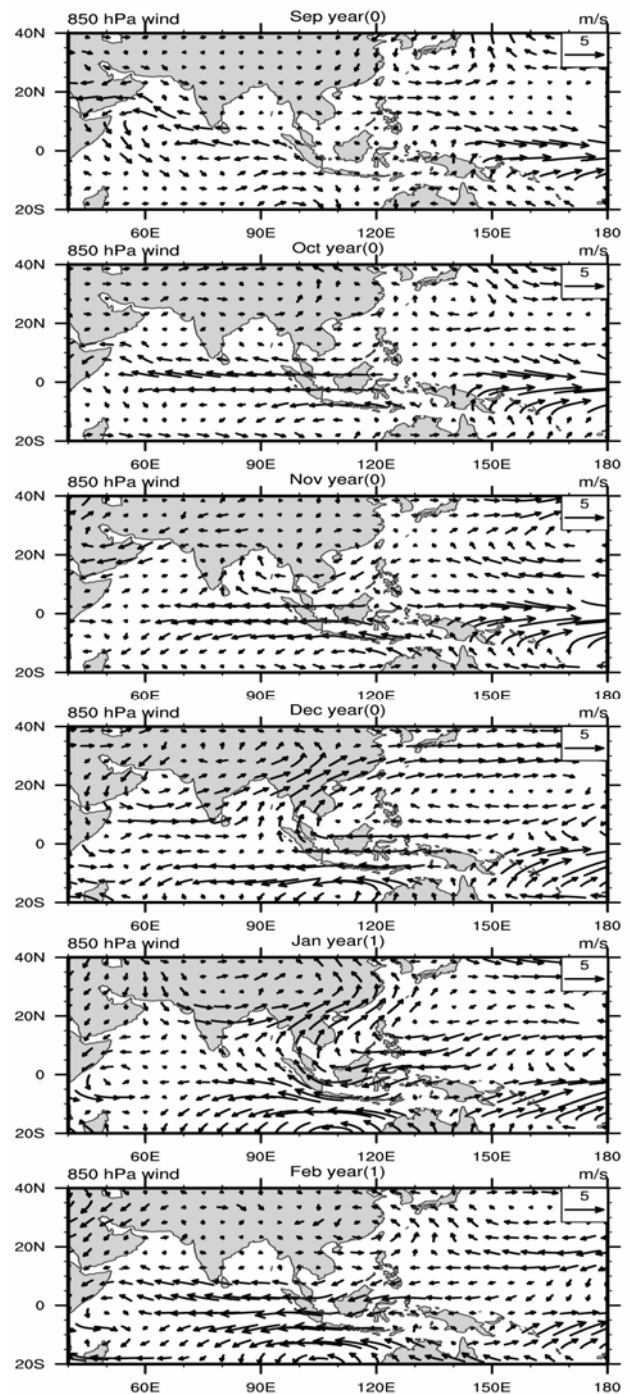 850 hPa wind Sep year(0) m/s
40N
5
20N
0
20S
60E 90E 120E 150E 180
850 hPa wind Oct year(0) m/s
40N
5
20N
0
20S
60E 90E 120E 150E 180
850 hPa wind Nov year(0) m/s
40N
5
20N
0
20S
60E 90E 120E 150E 180
850 hPa wind Dec year(0) m/s
40N
5
20N
0
20S
60E 90E 120E 150E 180
850 hPa wind Jan year(1) m/s
40N
5
20N
0
20S
60E 90E 120E 150E 180
850 hPa wind Feb year(1) m/s
40N
5
20N
0
20S
60E 90E 120E 150E 180